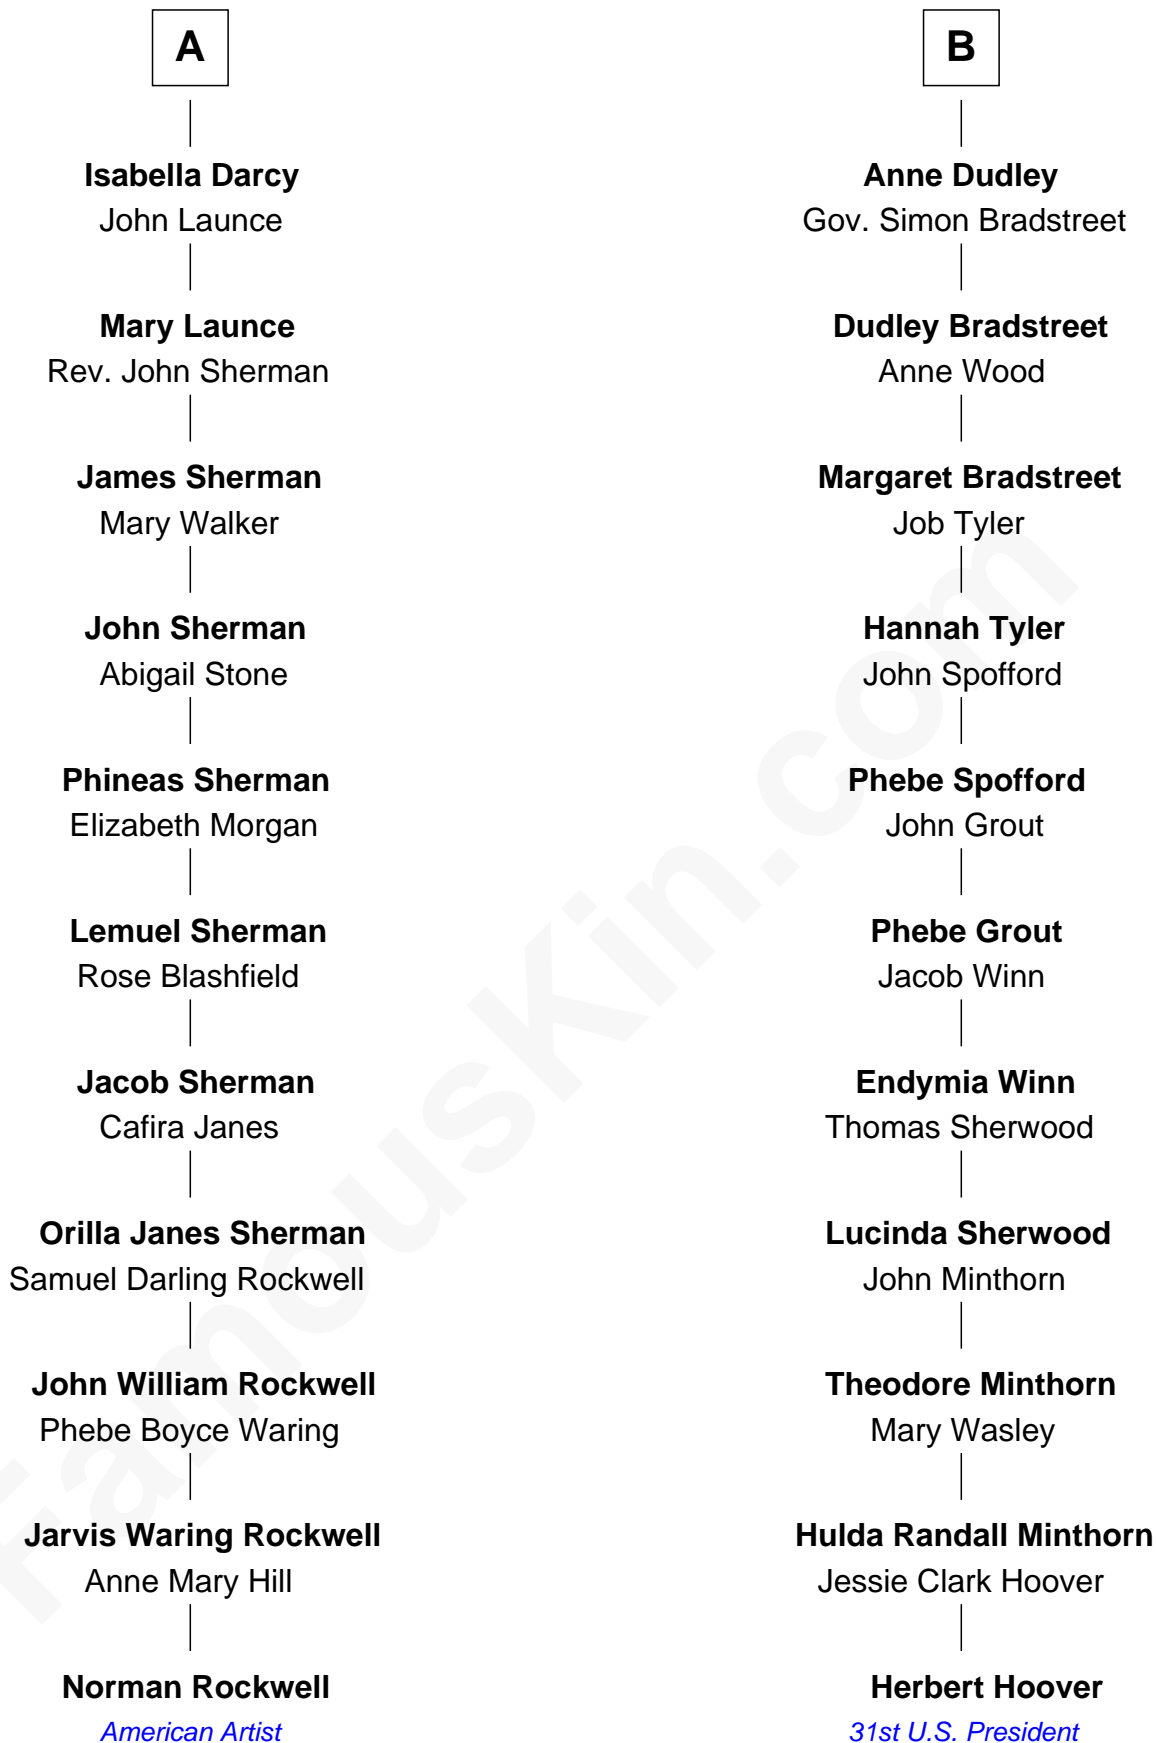 A
Isabella Darcy
John Launce
Mary Launce
Rev. John Sherman
James Sherman
Mary Walker
John Sherman
Abigail Stone
Phineas Sherman
Elizabeth Morgan
Lemuel Sherman
Rose Blashfield
Jacob Sherman
Cafira Janes
Orilla Janes Sherman
Samuel Darling Rockwell
John William Rockwell
Phebe Boyce Waring
Jarvis Waring Rockwell
Anne Mary Hill
Norman Rockwell
American Artist
B
Anne Dudley
Gov. Simon Bradstreet
Dudley Bradstreet
Anne Wood
Margaret Bradstreet
Job Tyler
Hannah Tyler
John Spofford
Phebe Spofford
John Grout
Phebe Grout
Jacob Winn
Endymia Winn
Thomas Sherwood
Lucinda Sherwood
John Minthorn
Theodore Minthorn
Mary Wasley
Hulda Randall Minthorn
Jessie Clark Hoover
Herbert Hoover
31st U.S. President
FamousKin.com